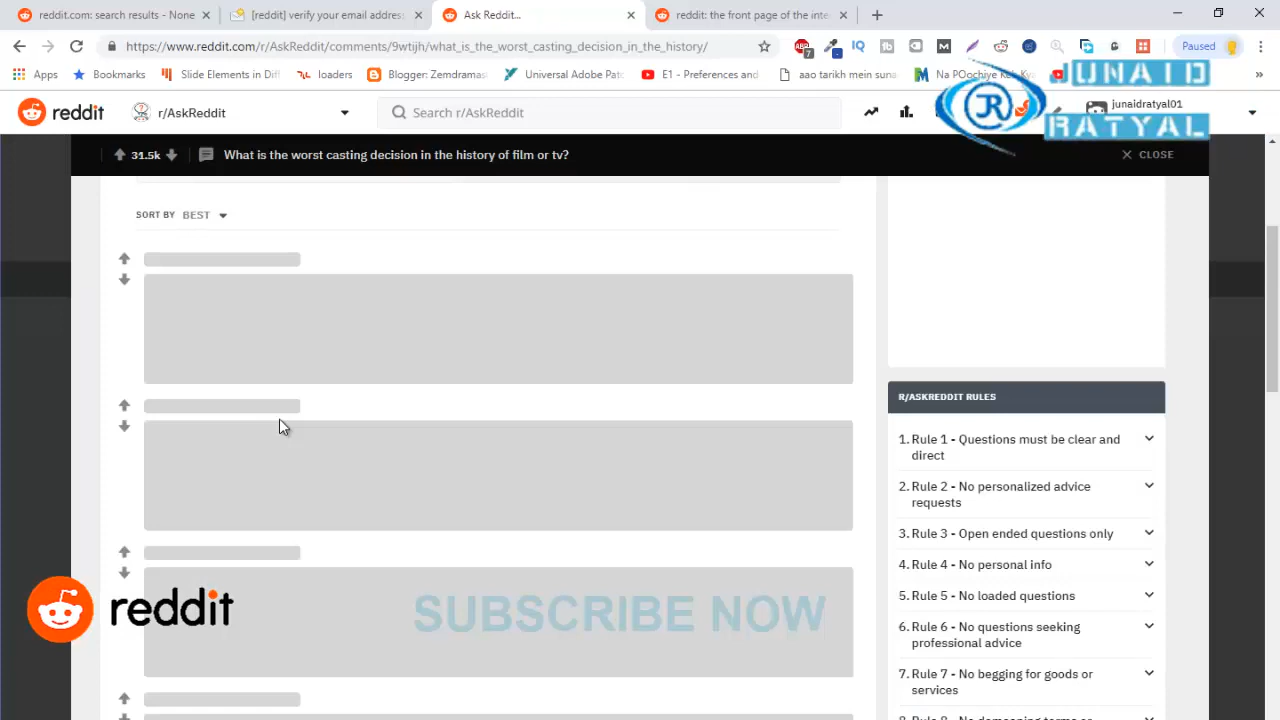 reddit.com: search results - None
[reddit] verify your email address
Ask Reddit...
reddit: the front page of the inte
https://www.reddit.com/r/AskReddit/comments/9wtijh/what_is_the_worst_casting_decision_in_the_history/
Paused
Apps
Bookmarks
Slide Elements in Dif
loaders
Blogger: Zemdramas
Universal Adobe Pat
E1 - Preferences and
aao tarikh mein suna
Na POochiye Keh Kya
JUNAID
RATYAL
JR
reddit
r/AskReddit
Search r/AskReddit
junaidratyal01
31.5k
What is the worst casting decision in the history of film or tv?
CLOSE
SORT BY BEST
R/ASKREDDIT RULES
1. Rule 1 - Questions must be clear and
direct
2. Rule 2 - No personalized advice
requests
3. Rule 3 - Open ended questions only
4. Rule 4 - No personal info
5. Rule 5 - No loaded questions
6. Rule 6 - No questions seeking
professional advice
7. Rule 7 - No begging for goods or
services
reddit
SUBSCRIBE NOW